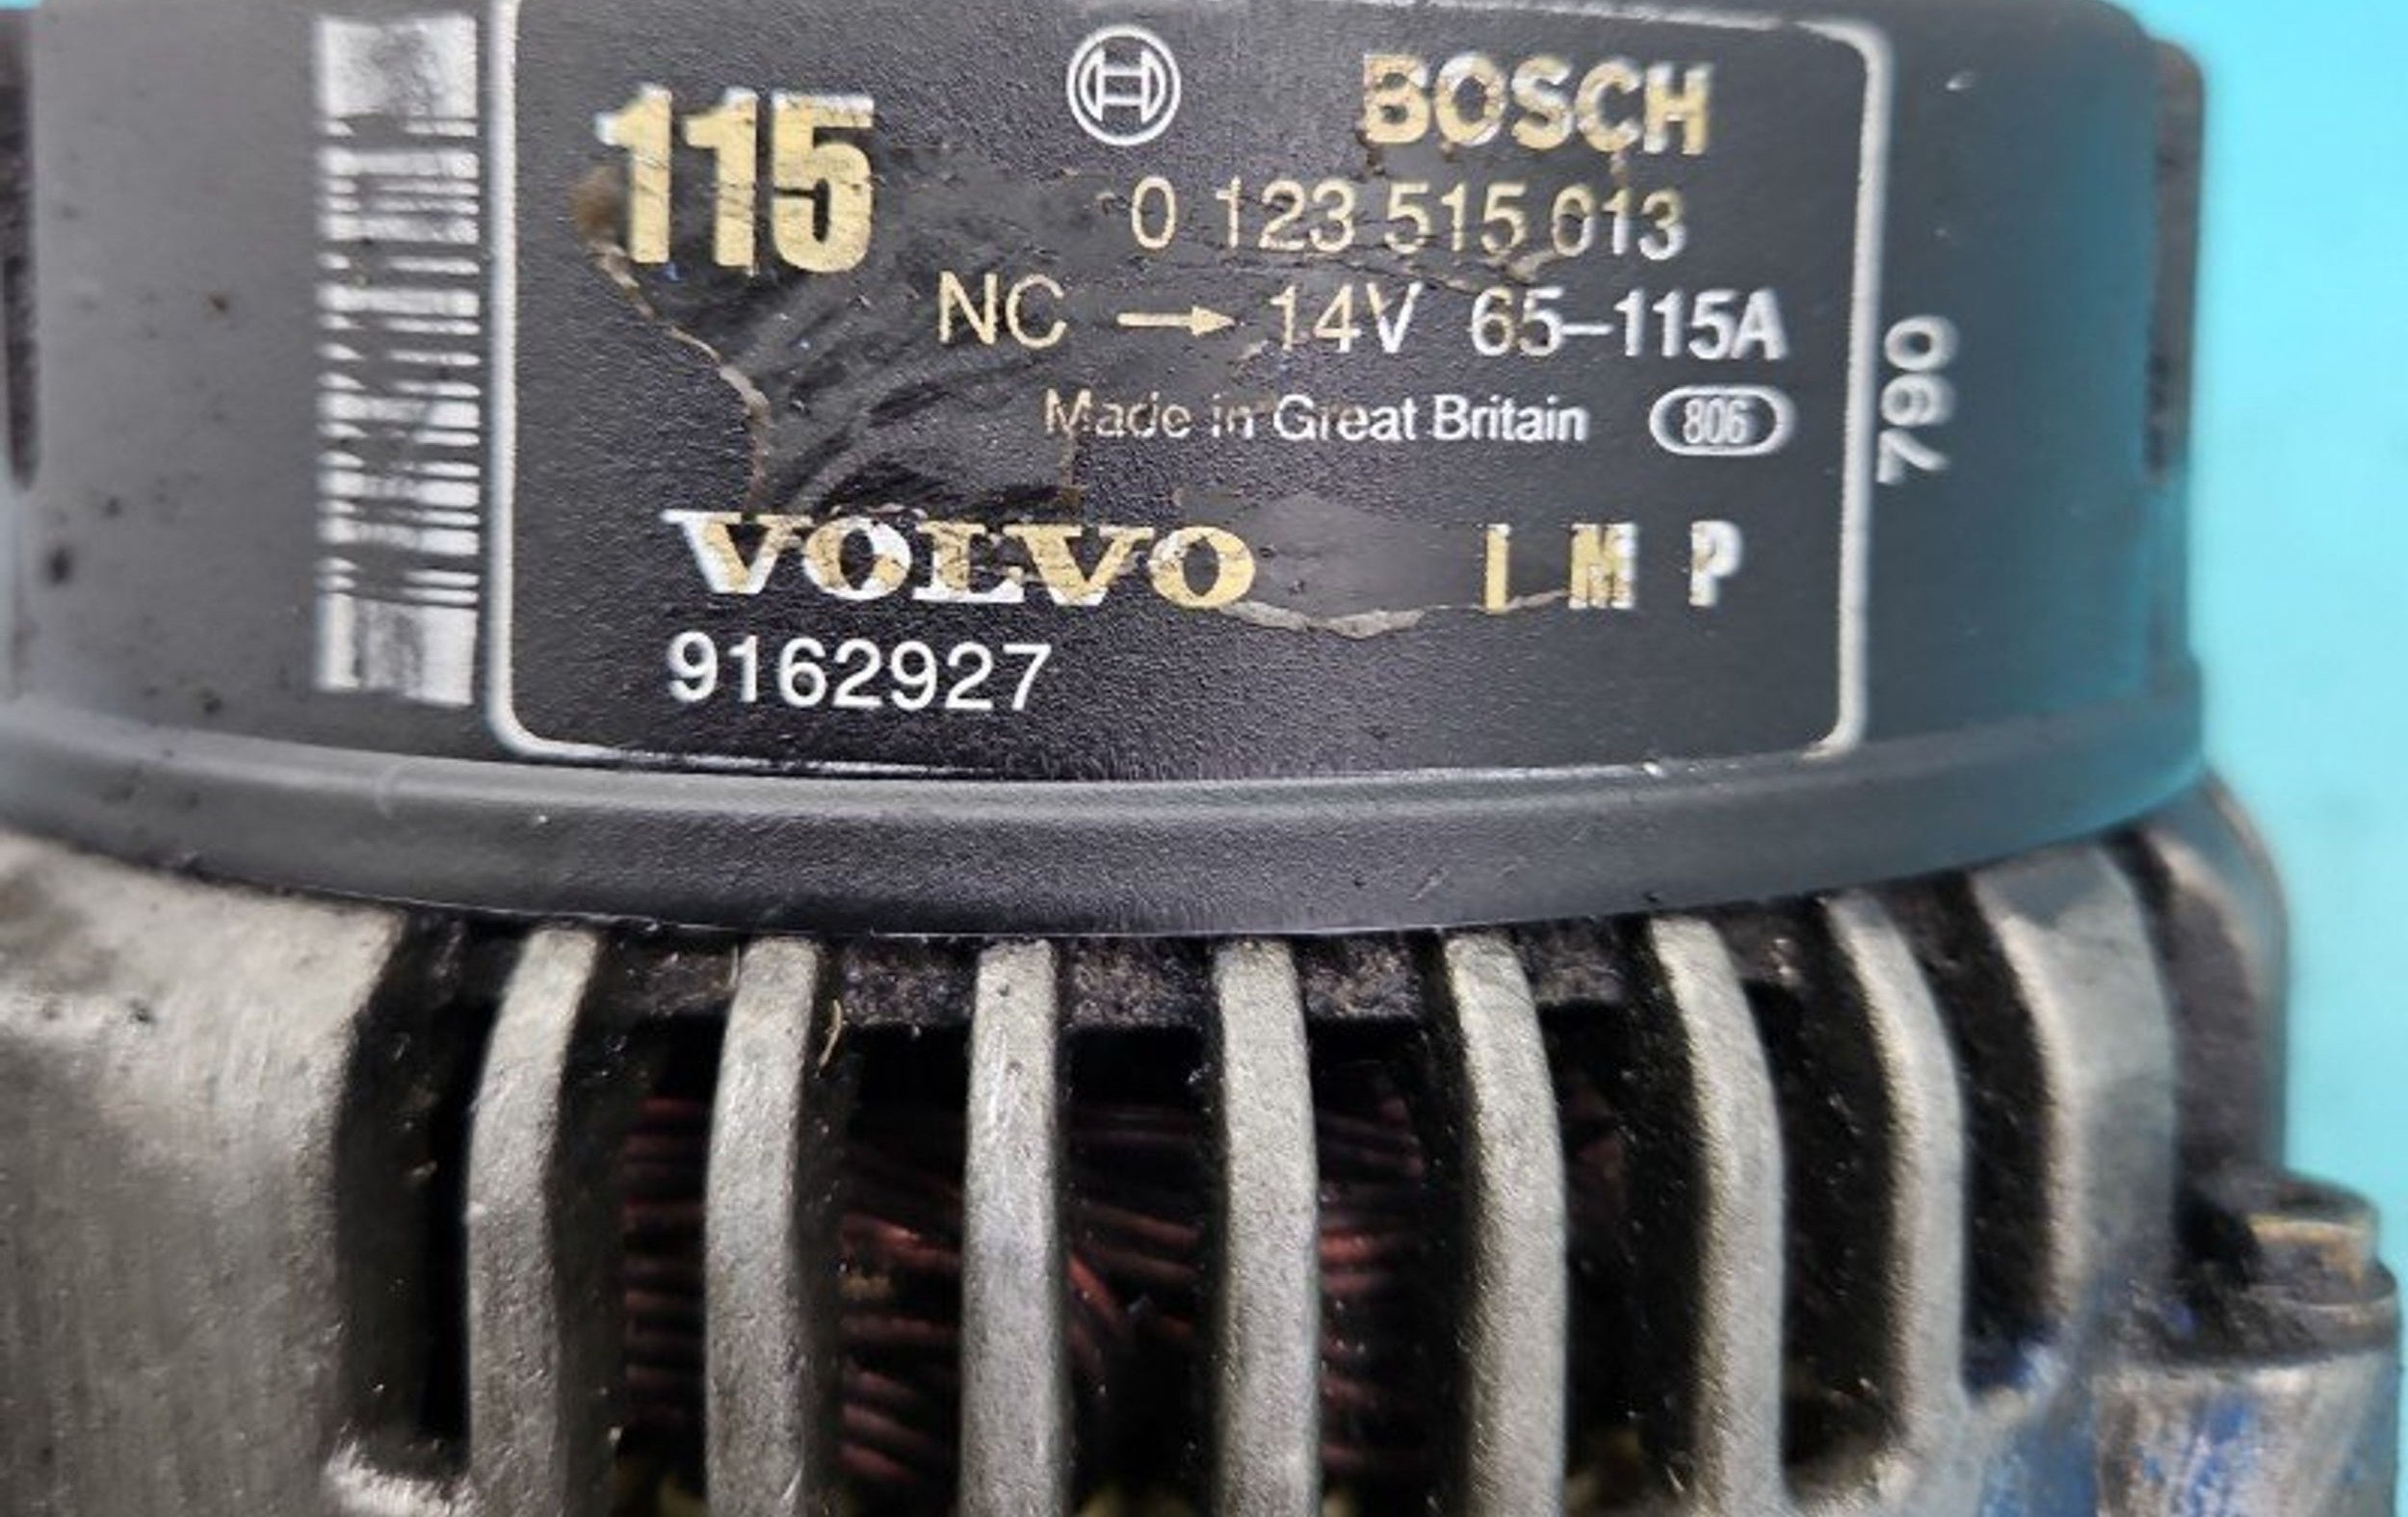 115 BOSCH
0 123 515 013
NC → 14V 65–115A
Made in Great Britain 806
VOLVO I M P
9162927
790